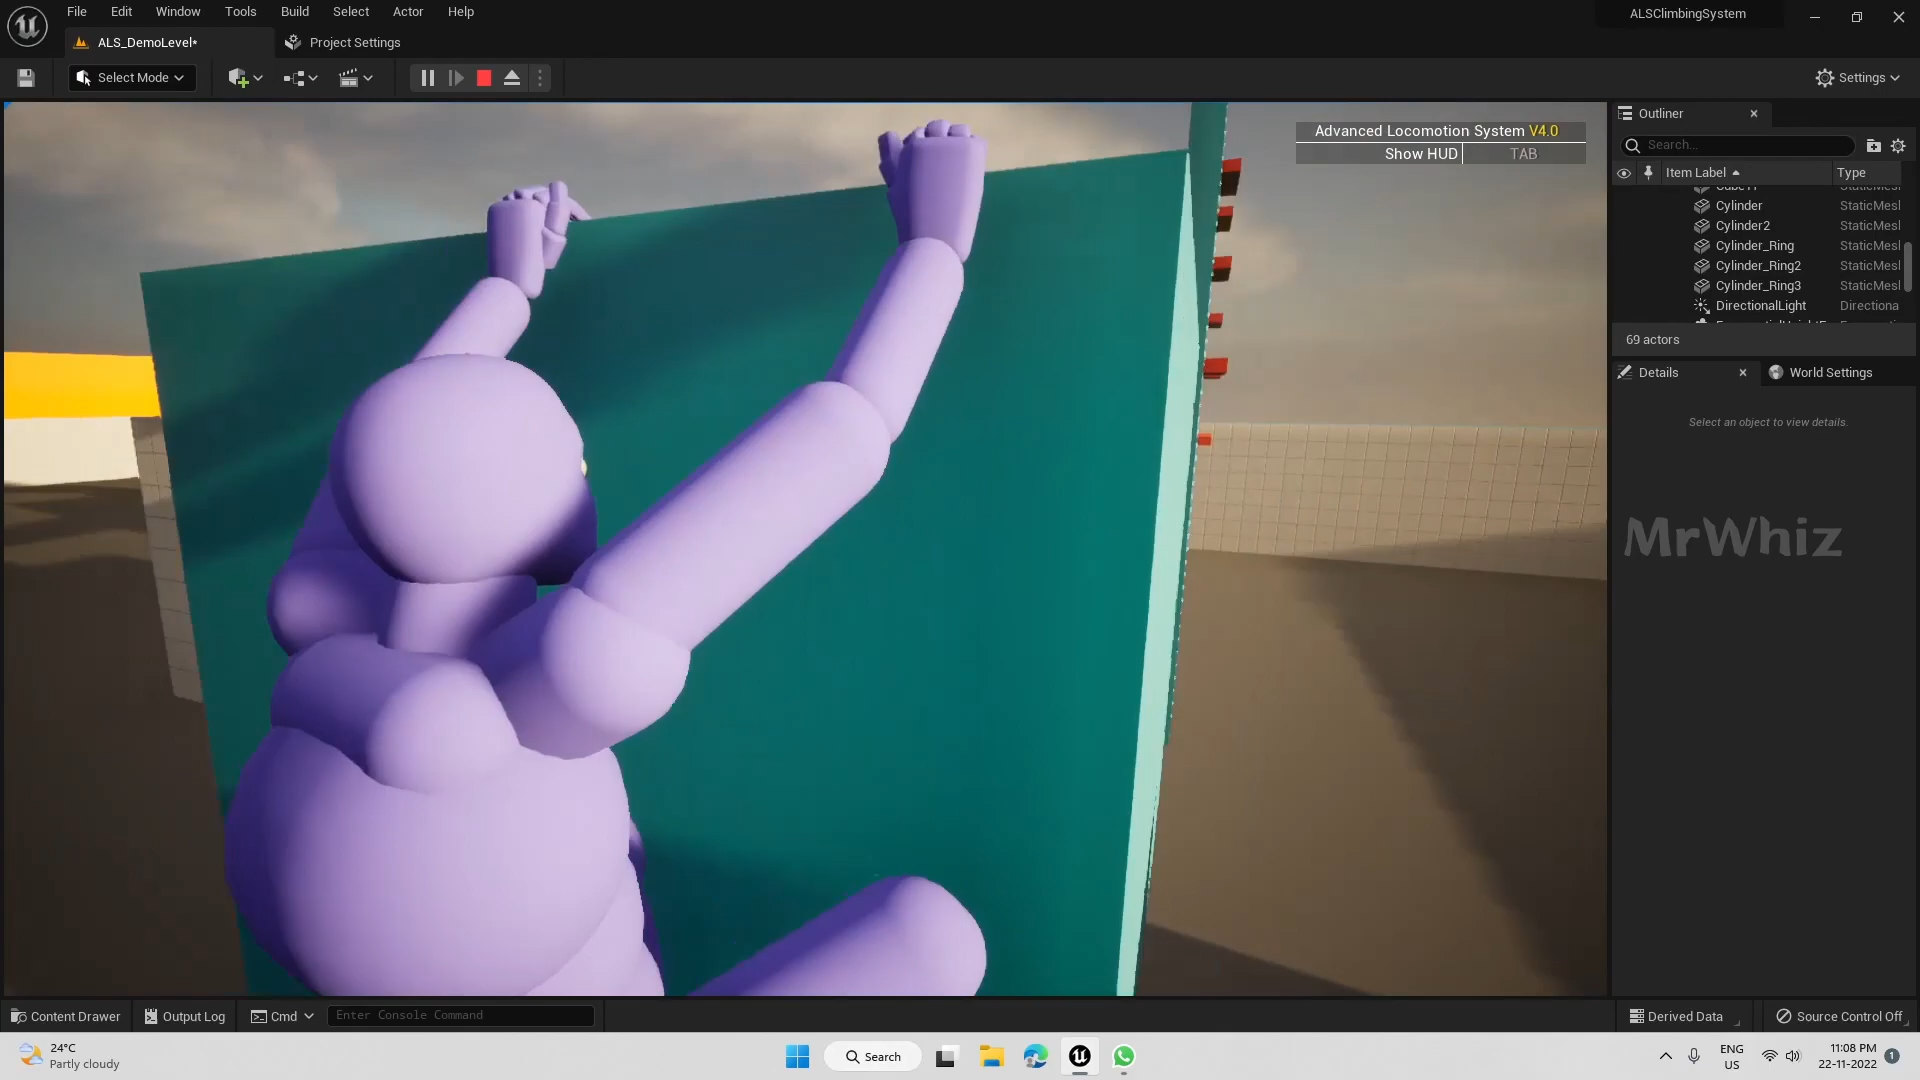 File Edit Window Tools Build Select Actor Help
ALSClimbingSystem
ALS_DemoLevel*
Project Settings
Select Mode
Settings
Advanced Locomotion System V4.0
Show HUD TAB
Outliner
Search...
Item Label Type
Cylinder StaticMesl
Cylinder2 StaticMesl
Cylinder_Ring StaticMesl
Cylinder_Ring2 StaticMesl
Cylinder_Ring3 StaticMesl
DirectionalLight Directiona
69 actors
Details
World Settings
Select an object to view details.
MrWhiz
Content Drawer
Output Log
Cmd
Enter Console Command
Derived Data
Source Control Off
24°C
Partly cloudy
Search
ENG
US
11:08 PM
22-11-2022
1